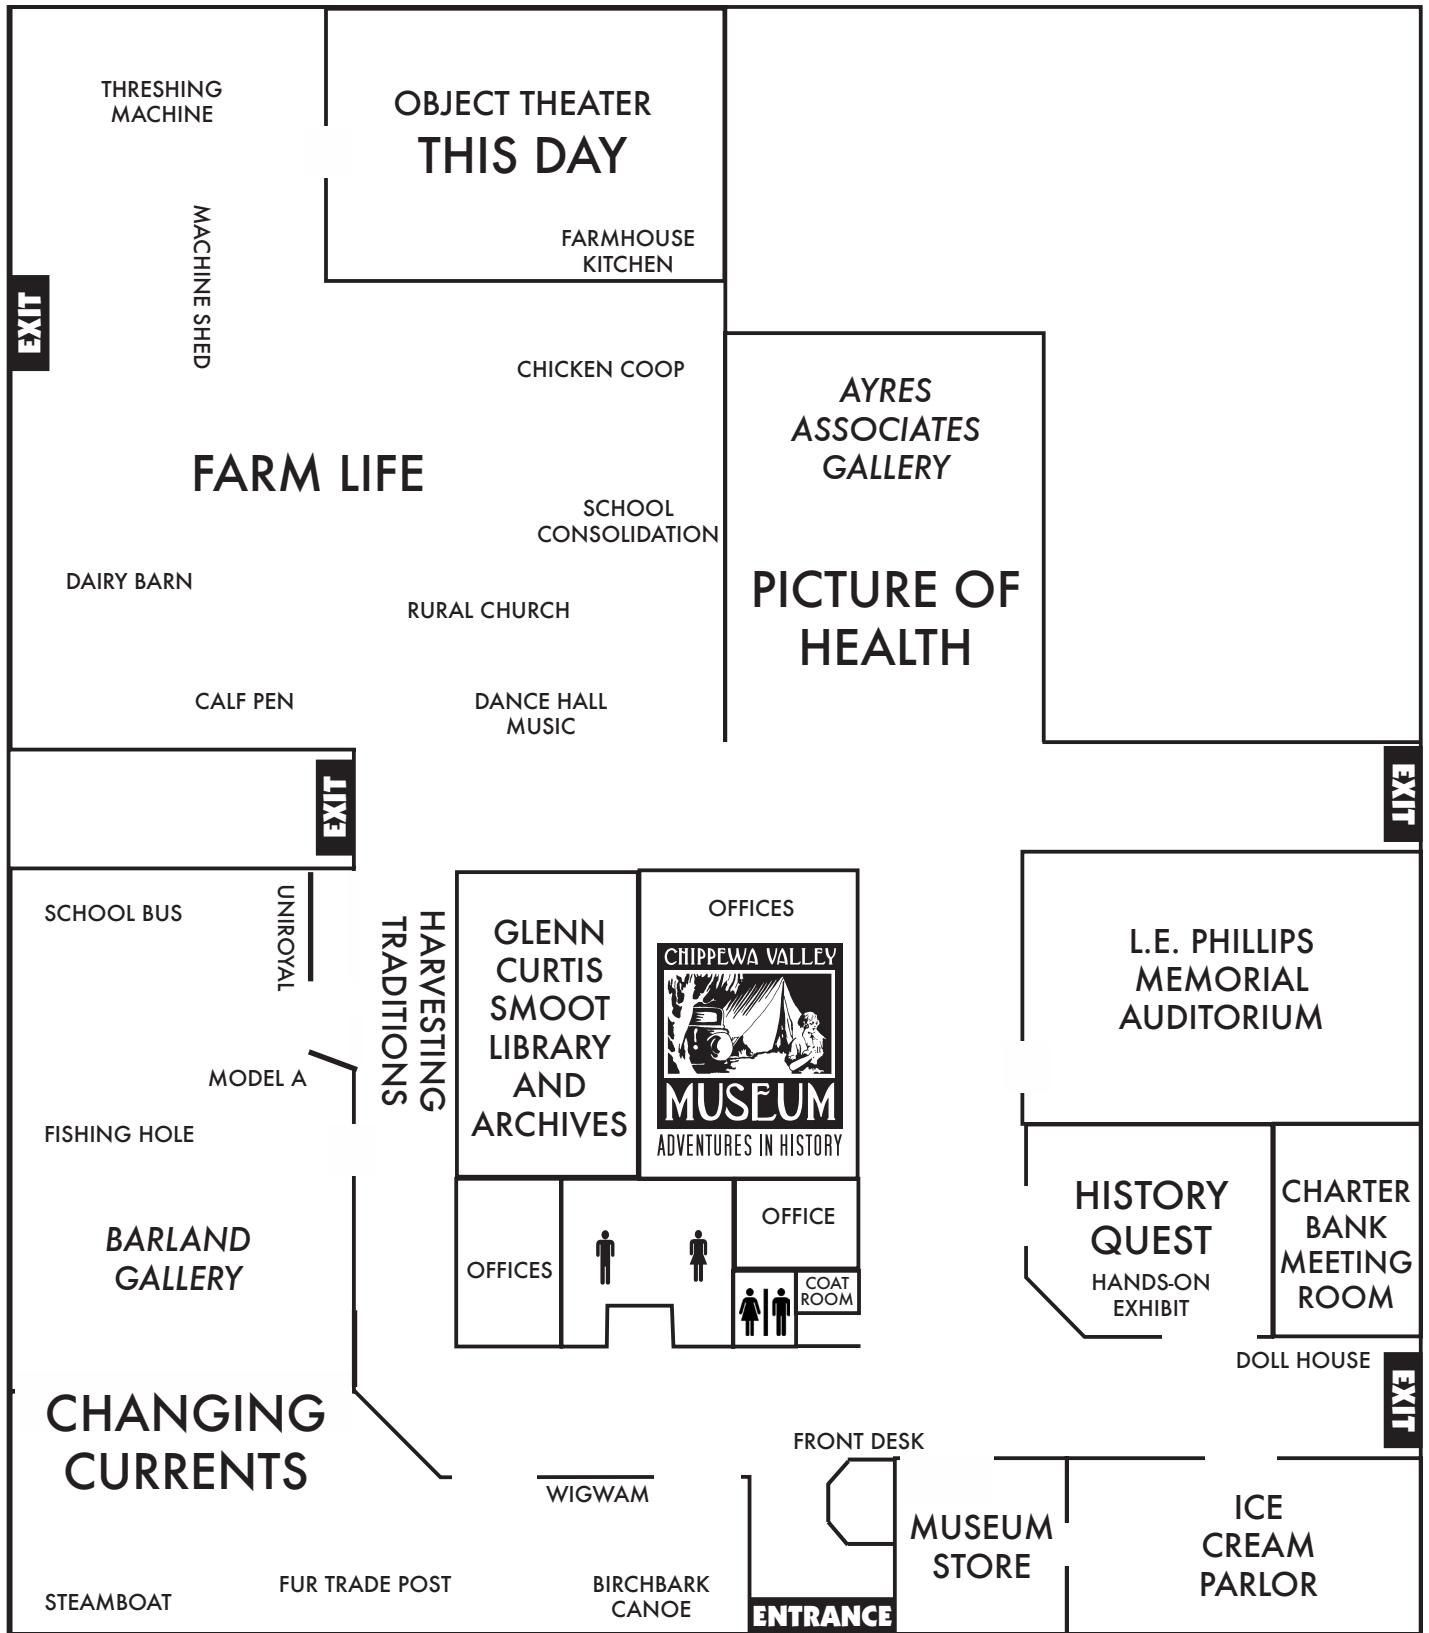 THRESHING
MACHINE
OBJECT THEATER
THIS DAY
FARMHOUSE
KITCHEN
MACHINE SHED
EXIT
CHICKEN COOP
AYRES
ASSOCIATES
GALLERY
FARM LIFE
SCHOOL
CONSOLIDATION
PICTURE OF
HEALTH
DAIRY BARN
RURAL CHURCH
CALF PEN
DANCE HALL
MUSIC
EXIT
EXIT
SCHOOL BUS
UNIROYAL
HARVESTING
TRADITIONS
GLENN
CURTIS
SMOOT
LIBRARY
AND
ARCHIVES
OFFICES
CHIPPEWA VALLEY
MUSEUM
ADVENTURES IN HISTORY
L.E. PHILLIPS
MEMORIAL
AUDITORIUM
MODEL A
FISHING HOLE
BARLAND
GALLERY
OFFICES
OFFICE
COAT
ROOM
HISTORY
QUEST
HANDS-ON
EXHIBIT
CHARTER
BANK
MEETING
ROOM
DOLL HOUSE
EXIT
CHANGING
CURRENTS
WIGWAM
FRONT DESK
MUSEUM
STORE
ICE
CREAM
PARLOR
STEAMBOAT
FUR TRADE POST
BIRCHBARK
CANOE
ENTRANCE